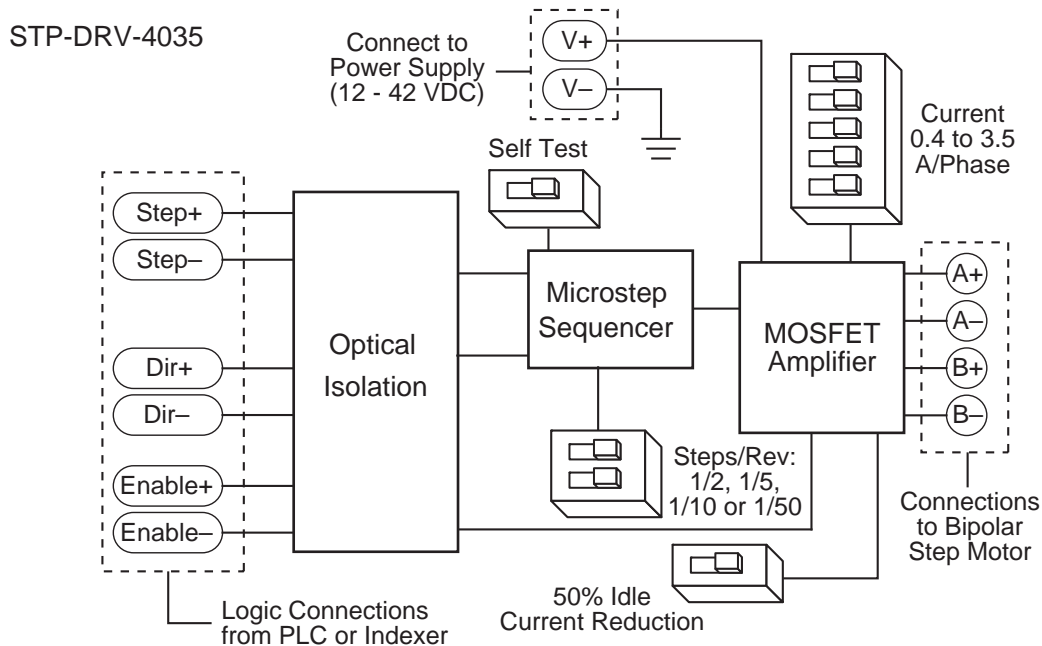 STP-DRV-4035
Connect to
Power Supply
(12 - 42 VDC)
V+
V–
Current
0.4 to 3.5
A/Phase
Self Test
Step+
Step–
Dir+
Dir–
Enable+
Enable–
Optical
Isolation
Microstep
Sequencer
MOSFET
Amplifier
A+
A–
B+
B–
Steps/Rev:
1/2, 1/5,
1/10 or 1/50
Connections
to Bipolar
Step Motor
50% Idle
Current Reduction
Logic Connections
from PLC or Indexer